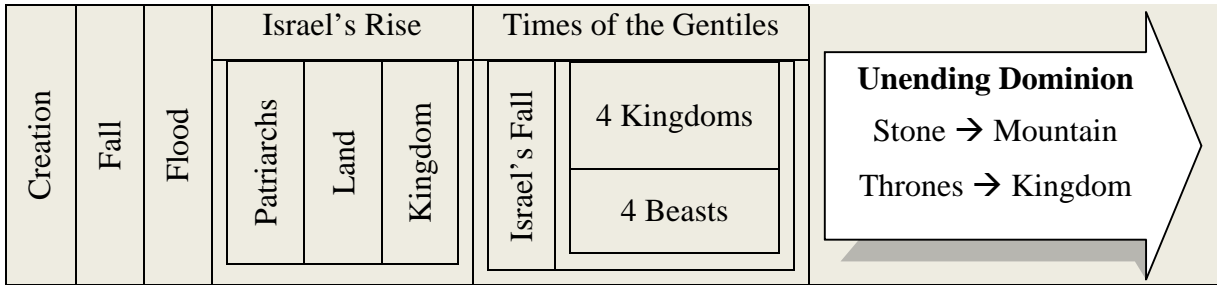 Creation
Fall
Flood
Israel’s Rise
Patriarchs
Land
Kingdom
Times of the Gentiles
Israel’s Fall
4 Kingdoms
4 Beasts
Unending Dominion
Stone → Mountain
Thrones → Kingdom